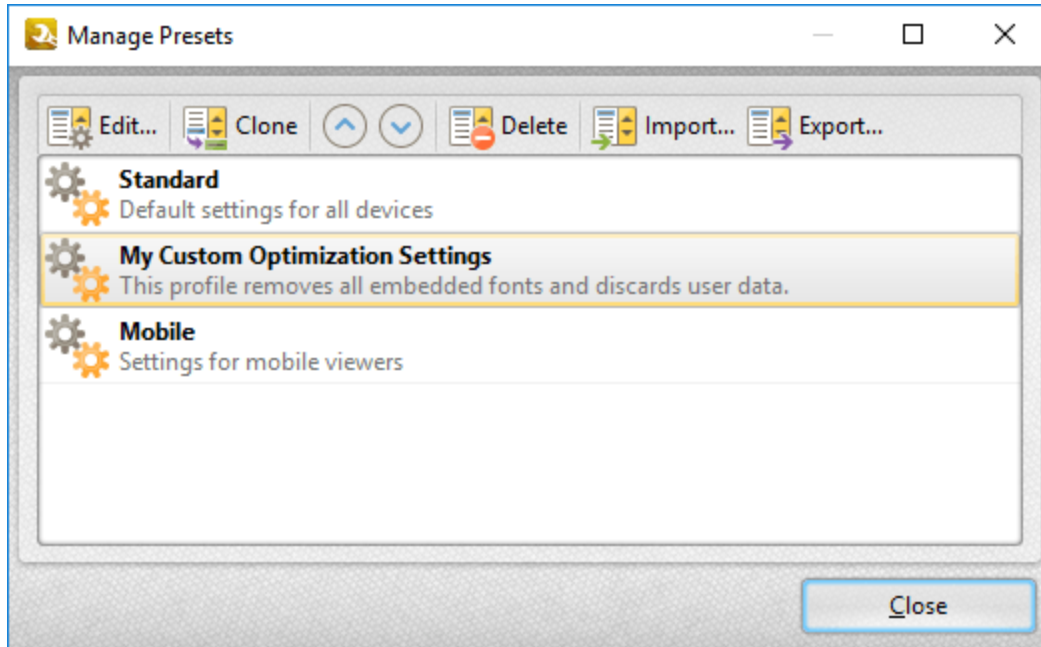 Manage Presets
Edit... Clone Delete Import... Export...
Standard
Default settings for all devices
My Custom Optimization Settings
This profile removes all embedded fonts and discards user data.
Mobile
Settings for mobile viewers
Close